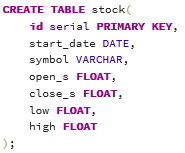 CREATE TABLE stock(
    id serial PRIMARY KEY,
    start_date DATE,
    symbol VARCHAR,
    open_s FLOAT,
    close_s FLOAT,
    low FLOAT,
    high FLOAT
);